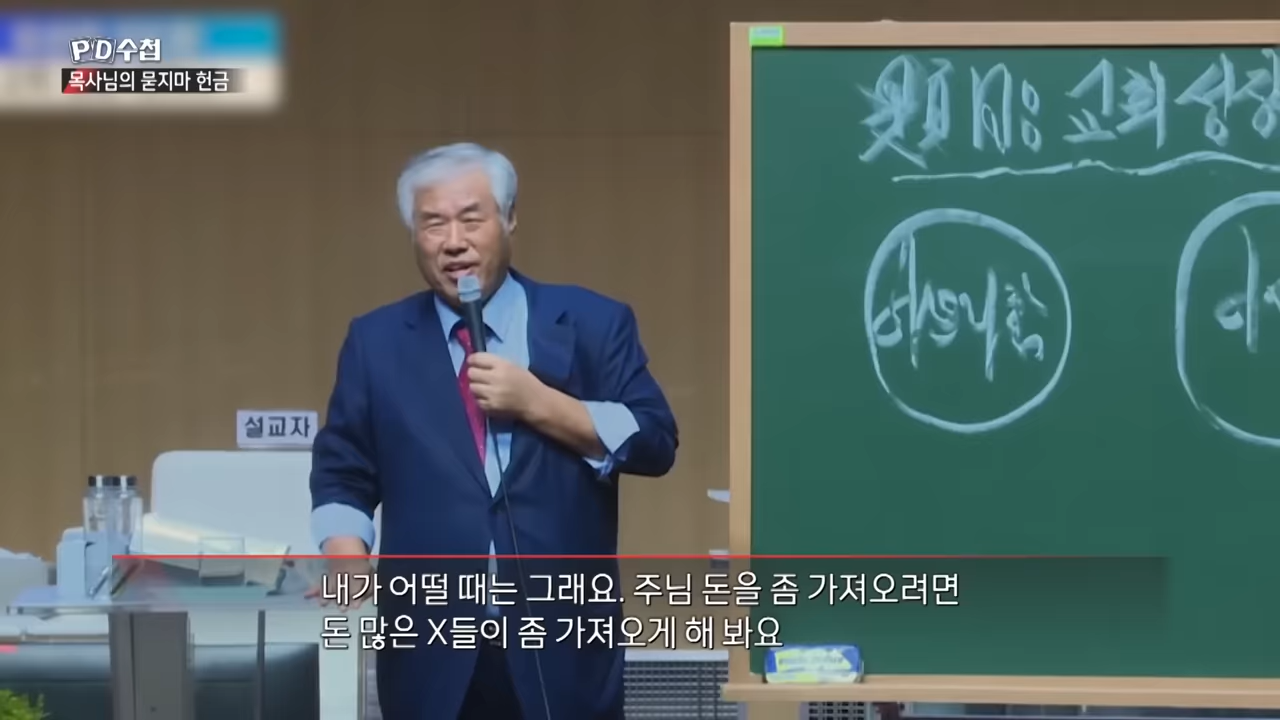 PD수첩
목사님의 묻지마 헌금
題目: 교회성장
설교자
내가 어떨 때는 그래요. 주님 돈을 좀 가져오려면
돈 많은 X들이 좀 가져오게 해 봐요